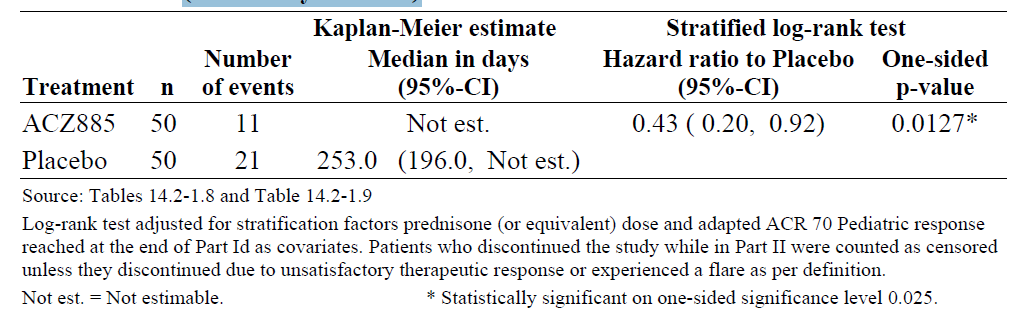 Kaplan-Meier estimate Stratified log-rank test
Number Median in days Hazard ratio to Placebo One-sided
Treatment n of events (95%-CI) (95%-CI) p-value
ACZ885 50 11 Not est. 0.43 ( 0.20, 0.92) 0.0127*
Placebo 50 21 253.0 (196.0, Not est.)
Source: Tables 14.2-1.8 and Table 14.2-1.9
Log-rank test adjusted for stratification factors prednisone (or equivalent) dose and adapted ACR 70 Pediatric response
reached at the end of Part Id as covariates. Patients who discontinued the study while in Part II were counted as censored
unless they discontinued due to unsatisfactory therapeutic response or experienced a flare as per definition.
Not est. = Not estimable. * Statistically significant on one-sided significance level 0.025.